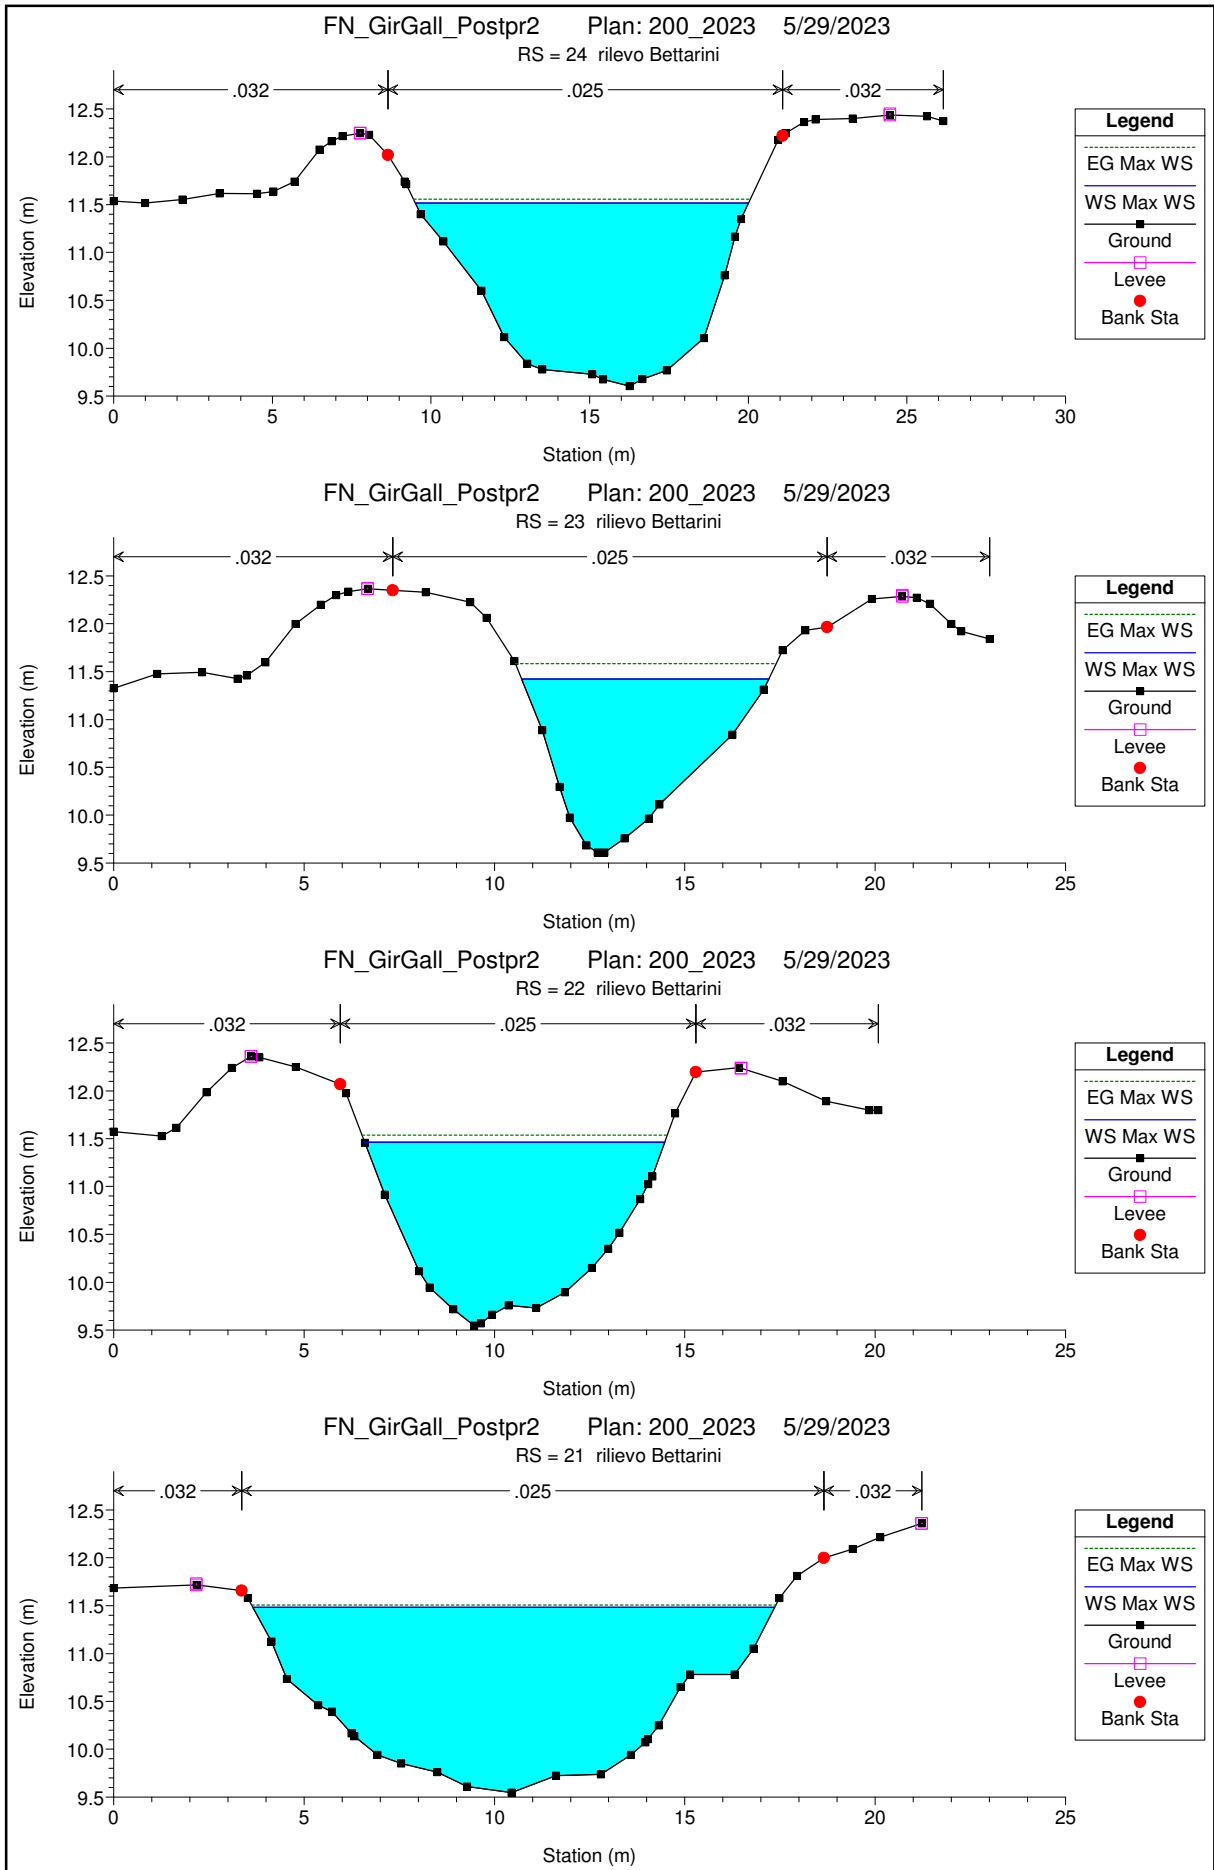 FN_GirGall_Postpr2 Plan: 200_2023 5/29/2023
RS = 24 rilevo Bettarini
.032 .025 .032
12.5
12.0
11.5
11.0
10.5
10.0
9.5
Elevation (m)
0 5 10 15 20 25 30
Station (m)
Legend
EG Max WS
WS Max WS
Ground
Levee
Bank Sta
FN_GirGall_Postpr2 Plan: 200_2023 5/29/2023
RS = 23 rilievo Bettarini
.032 .025 .032
12.5
12.0
11.5
11.0
10.5
10.0
9.5
Elevation (m)
0 5 10 15 20 25
Station (m)
Legend
EG Max WS
WS Max WS
Ground
Levee
Bank Sta
FN_GirGall_Postpr2 Plan: 200_2023 5/29/2023
RS = 22 rilievo Bettarini
.032 .025 .032
12.5
12.0
11.5
11.0
10.5
10.0
9.5
Elevation (m)
0 5 10 15 20 25
Station (m)
Legend
EG Max WS
WS Max WS
Ground
Levee
Bank Sta
FN_GirGall_Postpr2 Plan: 200_2023 5/29/2023
RS = 21 rilievo Bettarini
.032 .025 .032
12.5
12.0
11.5
11.0
10.5
10.0
9.5
Elevation (m)
0 5 10 15 20 25
Station (m)
Legend
EG Max WS
WS Max WS
Ground
Levee
Bank Sta